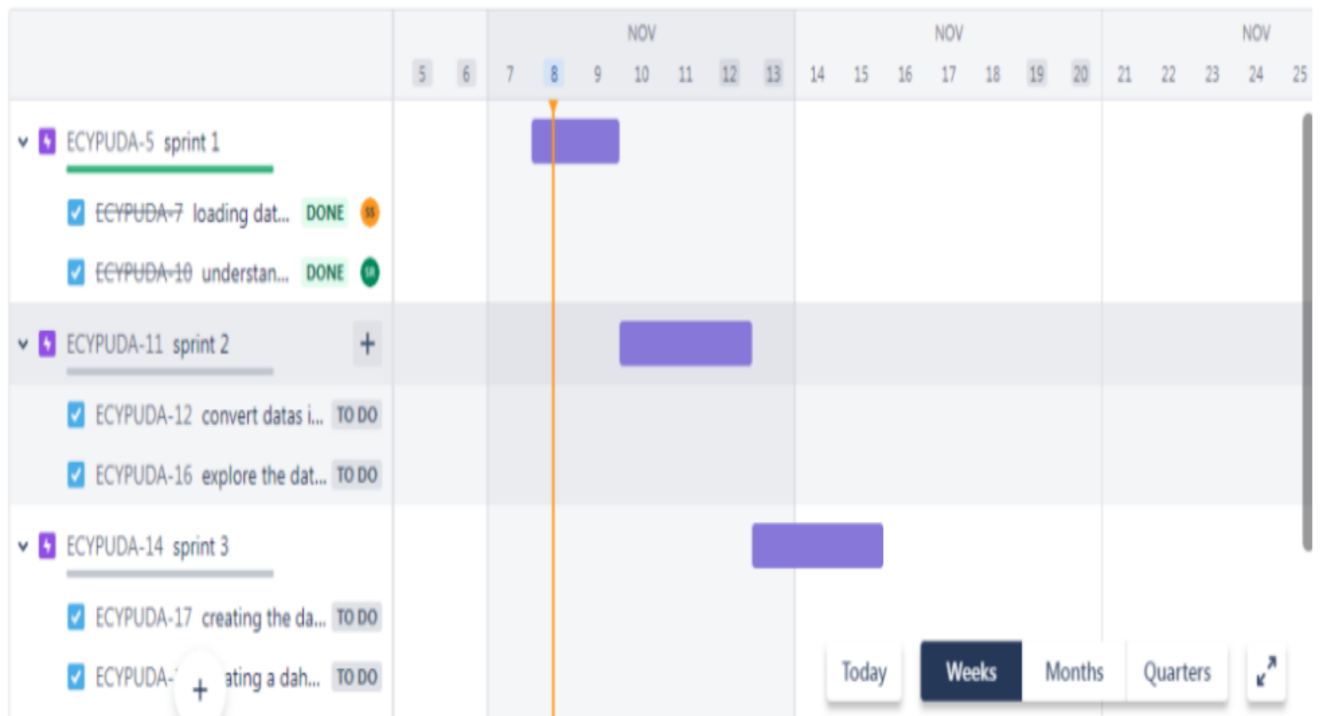 NOV NOV NOV
5 6 7 8 9 10 11 12 13 14 15 16 17 18 19 20 21 22 23 24 25
ECYPUDA-5 sprint 1
ECYPUDA-7 loading dat... DONE SS
ECYPUDA-10 understan... DONE
ECYPUDA-11 sprint 2 +
ECYPUDA-12 convert datas i... TO DO
ECYPUDA-16 explore the dat... TO DO
ECYPUDA-14 sprint 3
ECYPUDA-17 creating the da... TO DO
ECYPUDA- + ating a dah... TO DO
Today Weeks Months Quarters